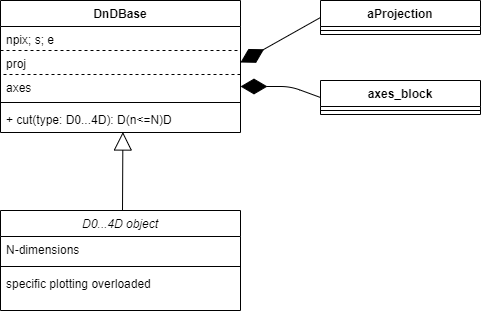 DnDBase
npix; s; e
proj
axes
+ cut(type: D0...4D): D(n<=N)D
aProjection
axes_block
D0...4D object
N-dimensions
specific plotting overloaded